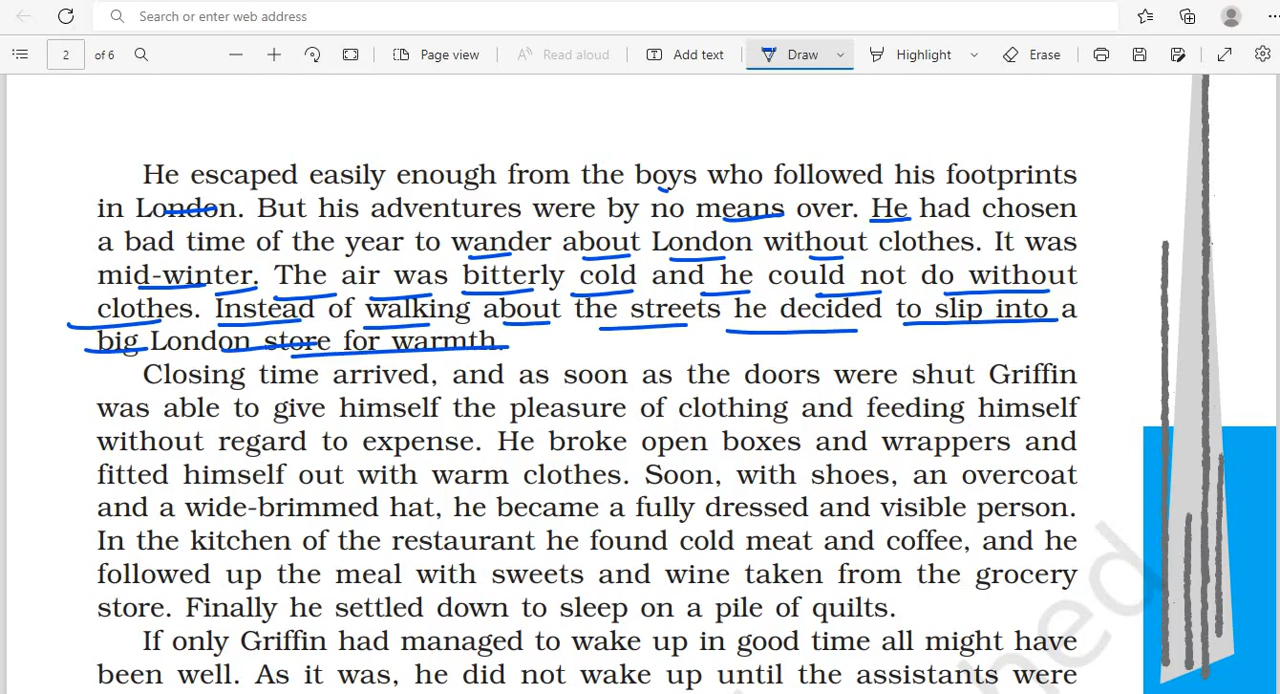 Search or enter web address
2 of 6 Page view Read aloud Add text Draw Highlight Erase
He escaped easily enough from the boys who followed his footprints
in London. But his adventures were by no means over. He had chosen
a bad time of the year to wander about London without clothes. It was
mid-winter. The air was bitterly cold and he could not do without
clothes. Instead of walking about the streets he decided to slip into a
big London store for warmth.
Closing time arrived, and as soon as the doors were shut Griffin
was able to give himself the pleasure of clothing and feeding himself
without regard to expense. He broke open boxes and wrappers and
fitted himself out with warm clothes. Soon, with shoes, an overcoat
and a wide-brimmed hat, he became a fully dressed and visible person.
In the kitchen of the restaurant he found cold meat and coffee, and he
followed up the meal with sweets and wine taken from the grocery
store. Finally he settled down to sleep on a pile of quilts.
If only Griffin had managed to wake up in good time all might have
been well. As it was, he did not wake up until the assistants were